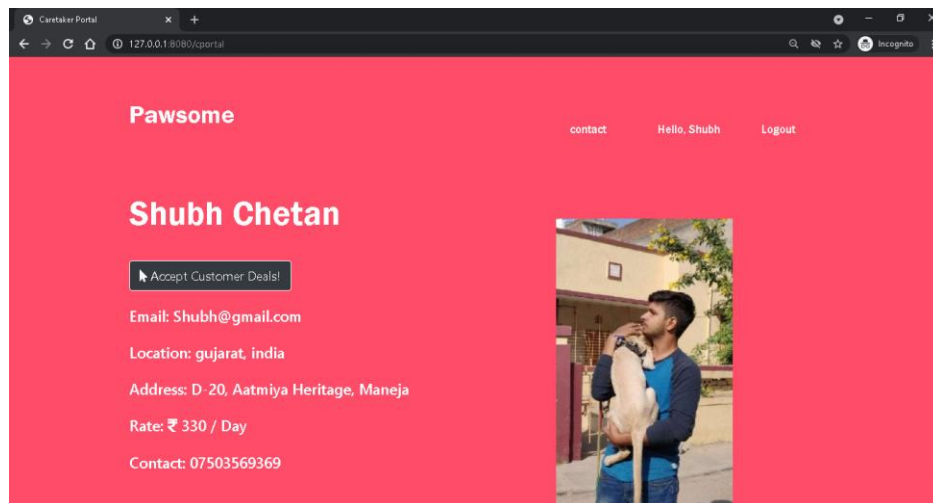 Caretaker Portal
127.0.0.1:8080/cportal
Incognito
Pawsome
contact Hello, Shubh Logout
Shubh Chetan
Accept Customer Deals!
Email: Shubh@gmail.com
Location: gujarat, india
Address: D-20, Aatmiya Heritage, Maneja
Rate: ₹ 330 / Day
Contact: 07503569369